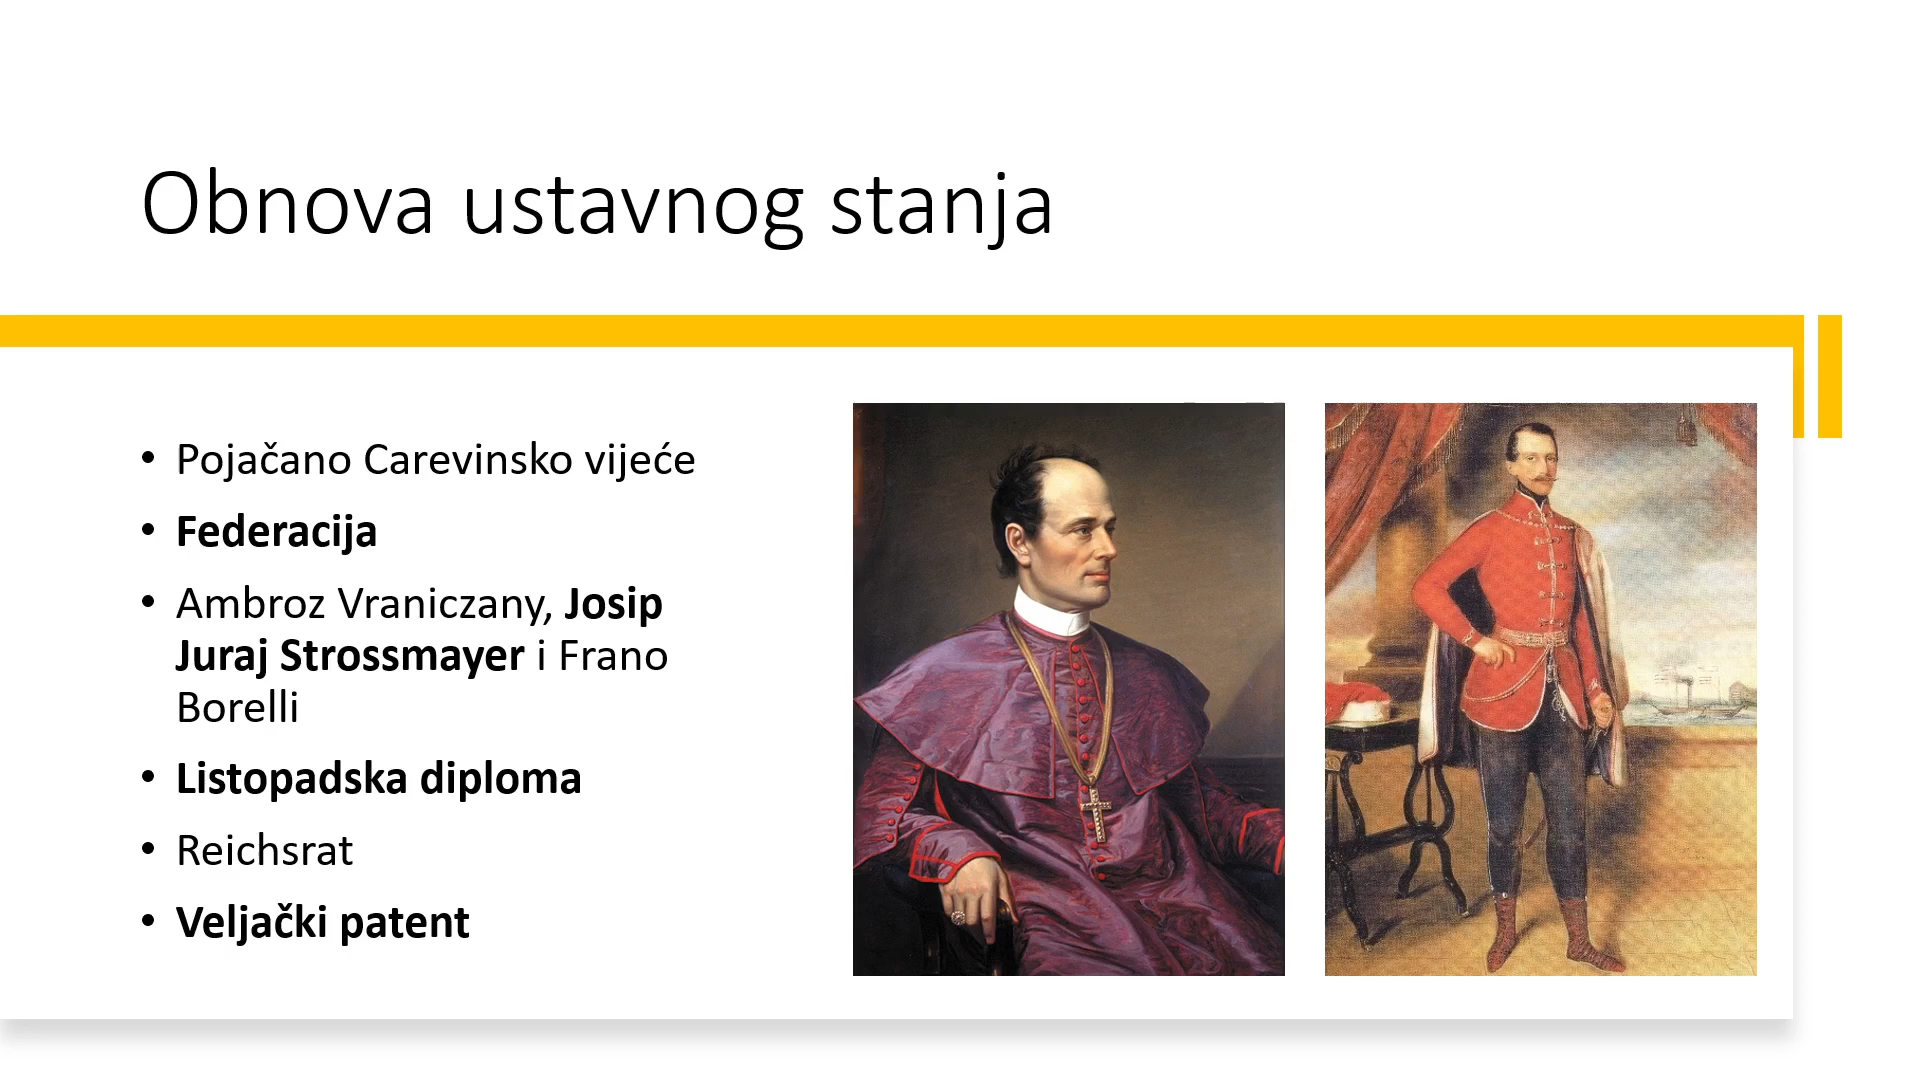 Obnova ustavnog stanja
• Pojačano Carevinsko vijeće
• Federacija
• Ambroz Vraniczany, Josip
Juraj Strossmayer i Frano
Borelli
• Listopadska diploma
• Reichsrat
• Veljački patent